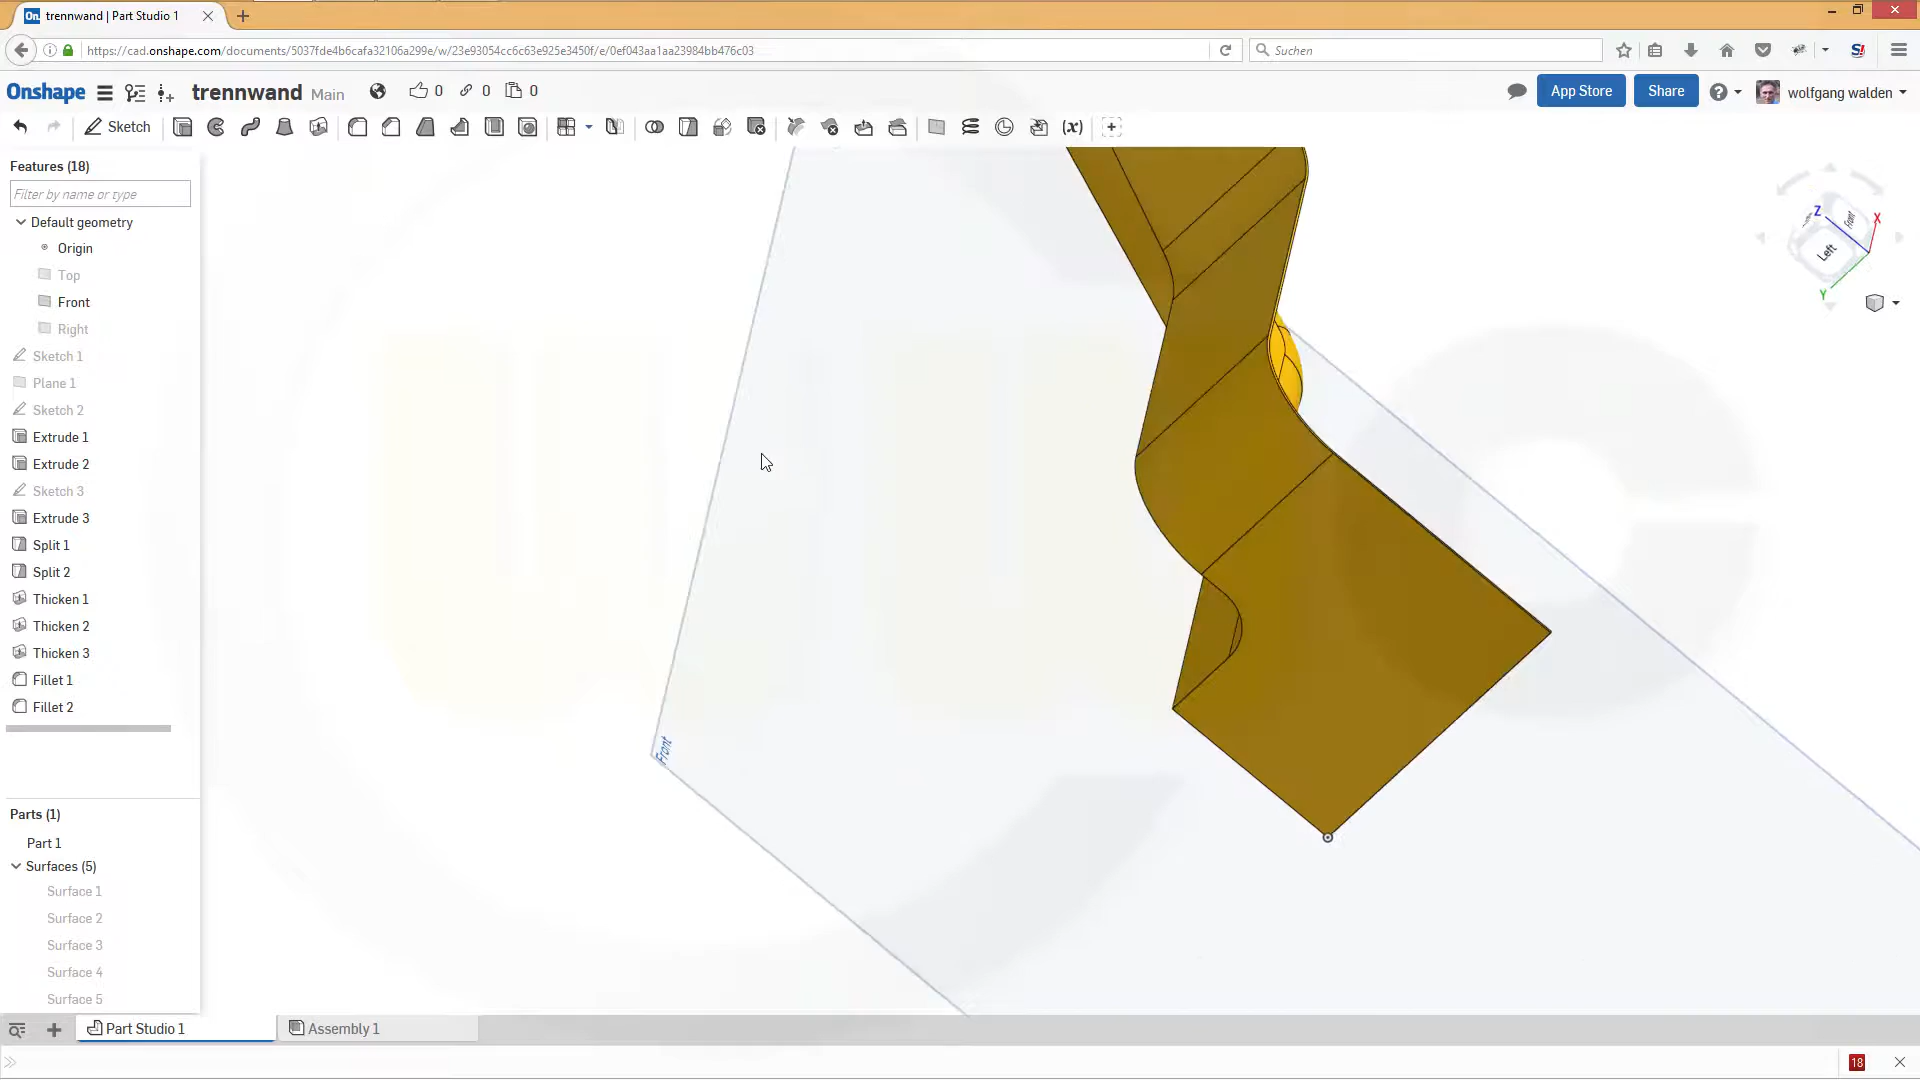 On trennwand | Part Studio 1
https://cad.onshape.com/documents/5037fde4b6cafa32106a299e/w/23e93054cc6c63e925e3450f/e/0ef043aa1aa23984bb476c03
Suchen
S!
Onshape
trennwand Main
0 0 0
App Store
Share
wolfgang walden
Sketch
(x)
Features (18)
Filter by name or type
Default geometry
Origin
Top
Front
Right
Sketch 1
Plane 1
Sketch 2
Extrude 1
Extrude 2
Sketch 3
Extrude 3
Split 1
Split 2
Thicken 1
Thicken 2
Thicken 3
Fillet 1
Fillet 2
Parts (1)
Part 1
Surfaces (5)
Surface 1
Surface 2
Surface 3
Surface 4
Surface 5
Front
Z
X
Y
Front
Left
Part Studio 1
Assembly 1
18